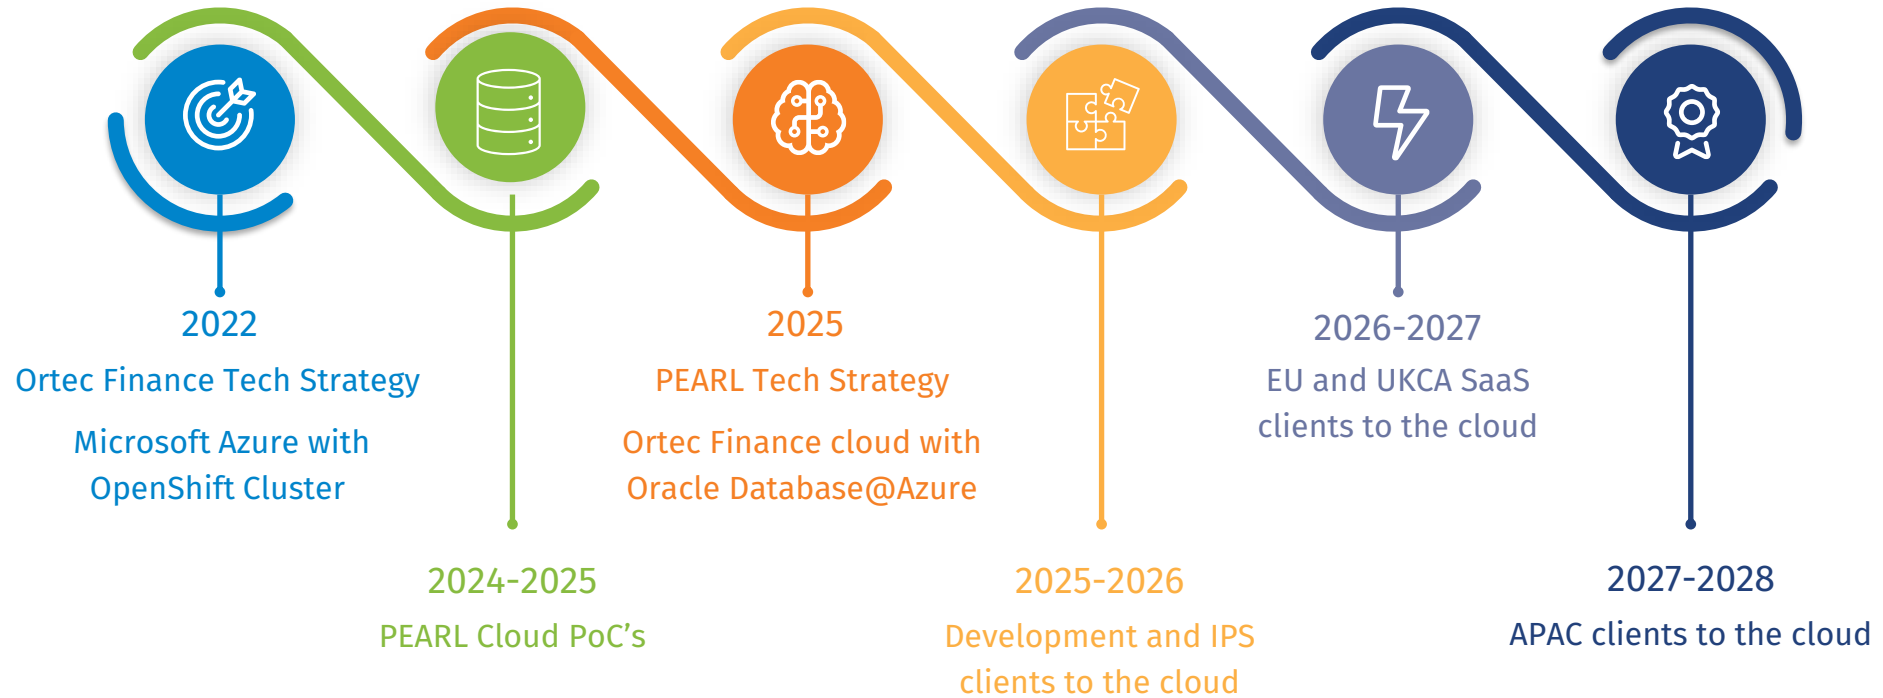 2022
Ortec Finance Tech Strategy
Microsoft Azure with
OpenShift Cluster
2024-2025
PEARL Cloud PoC’s
2025
PEARL Tech Strategy
Ortec Finance cloud with
Oracle Database@Azure
2025-2026
Development and IPS
clients to the cloud
2026-2027
EU and UKCA SaaS
clients to the cloud
2027-2028
APAC clients to the cloud